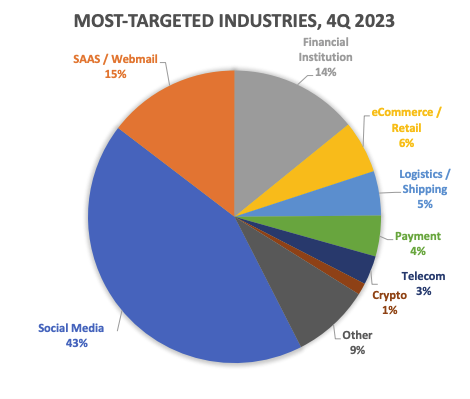 MOST-TARGETED INDUSTRIES, 4Q 2023
Financial
Institution
14%
SAAS / Webmail
15%
eCommerce /
Retail
6%
Logistics /
Shipping
5%
Payment
4%
Telecom
3%
Crypto
1%
Other
9%
Social Media
43%